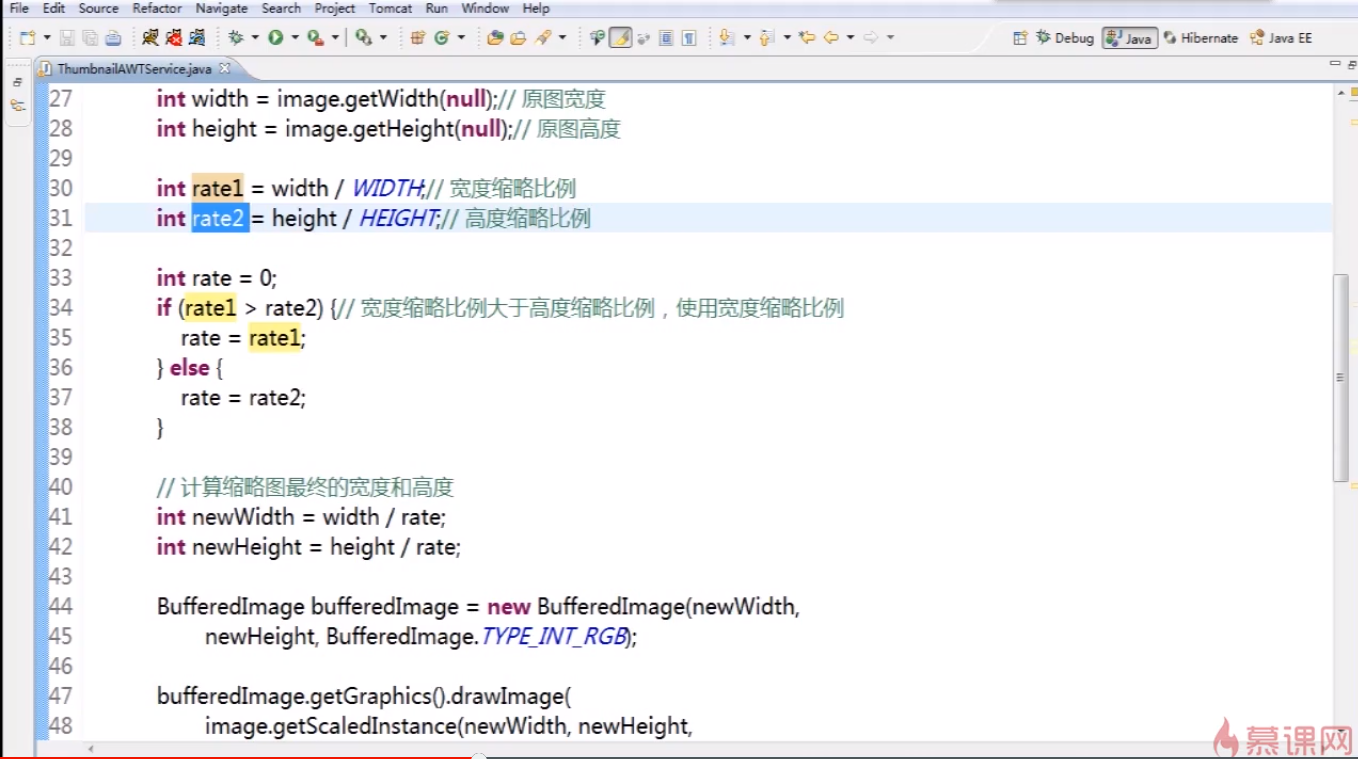 File Edit Source Refactor Navigate Search Project Tomcat Run Window Help
Debug Java Hibernate Java EE
ThumbnailAWTService.java
27 int width = image.getWidth(null);// 原图宽度
28 int height = image.getHeight(null);// 原图高度
29
30 int rate1 = width / WIDTH;// 宽度缩略比例
31 int rate2 = height / HEIGHT;// 高度缩略比例
32
33 int rate = 0;
34 if (rate1 > rate2) {// 宽度缩略比例大于高度缩略比例，使用宽度缩略比例
35 rate = rate1;
36 } else {
37 rate = rate2;
38 }
39
40 // 计算缩略图最终的宽度和高度
41 int newWidth = width / rate;
42 int newHeight = height / rate;
43
44 BufferedImage bufferedImage = new BufferedImage(newWidth,
45 newHeight, BufferedImage.TYPE_INT_RGB);
46
47 bufferedImage.getGraphics().drawImage(
48 image.getScaledInstance(newWidth, newHeight,
慕课网